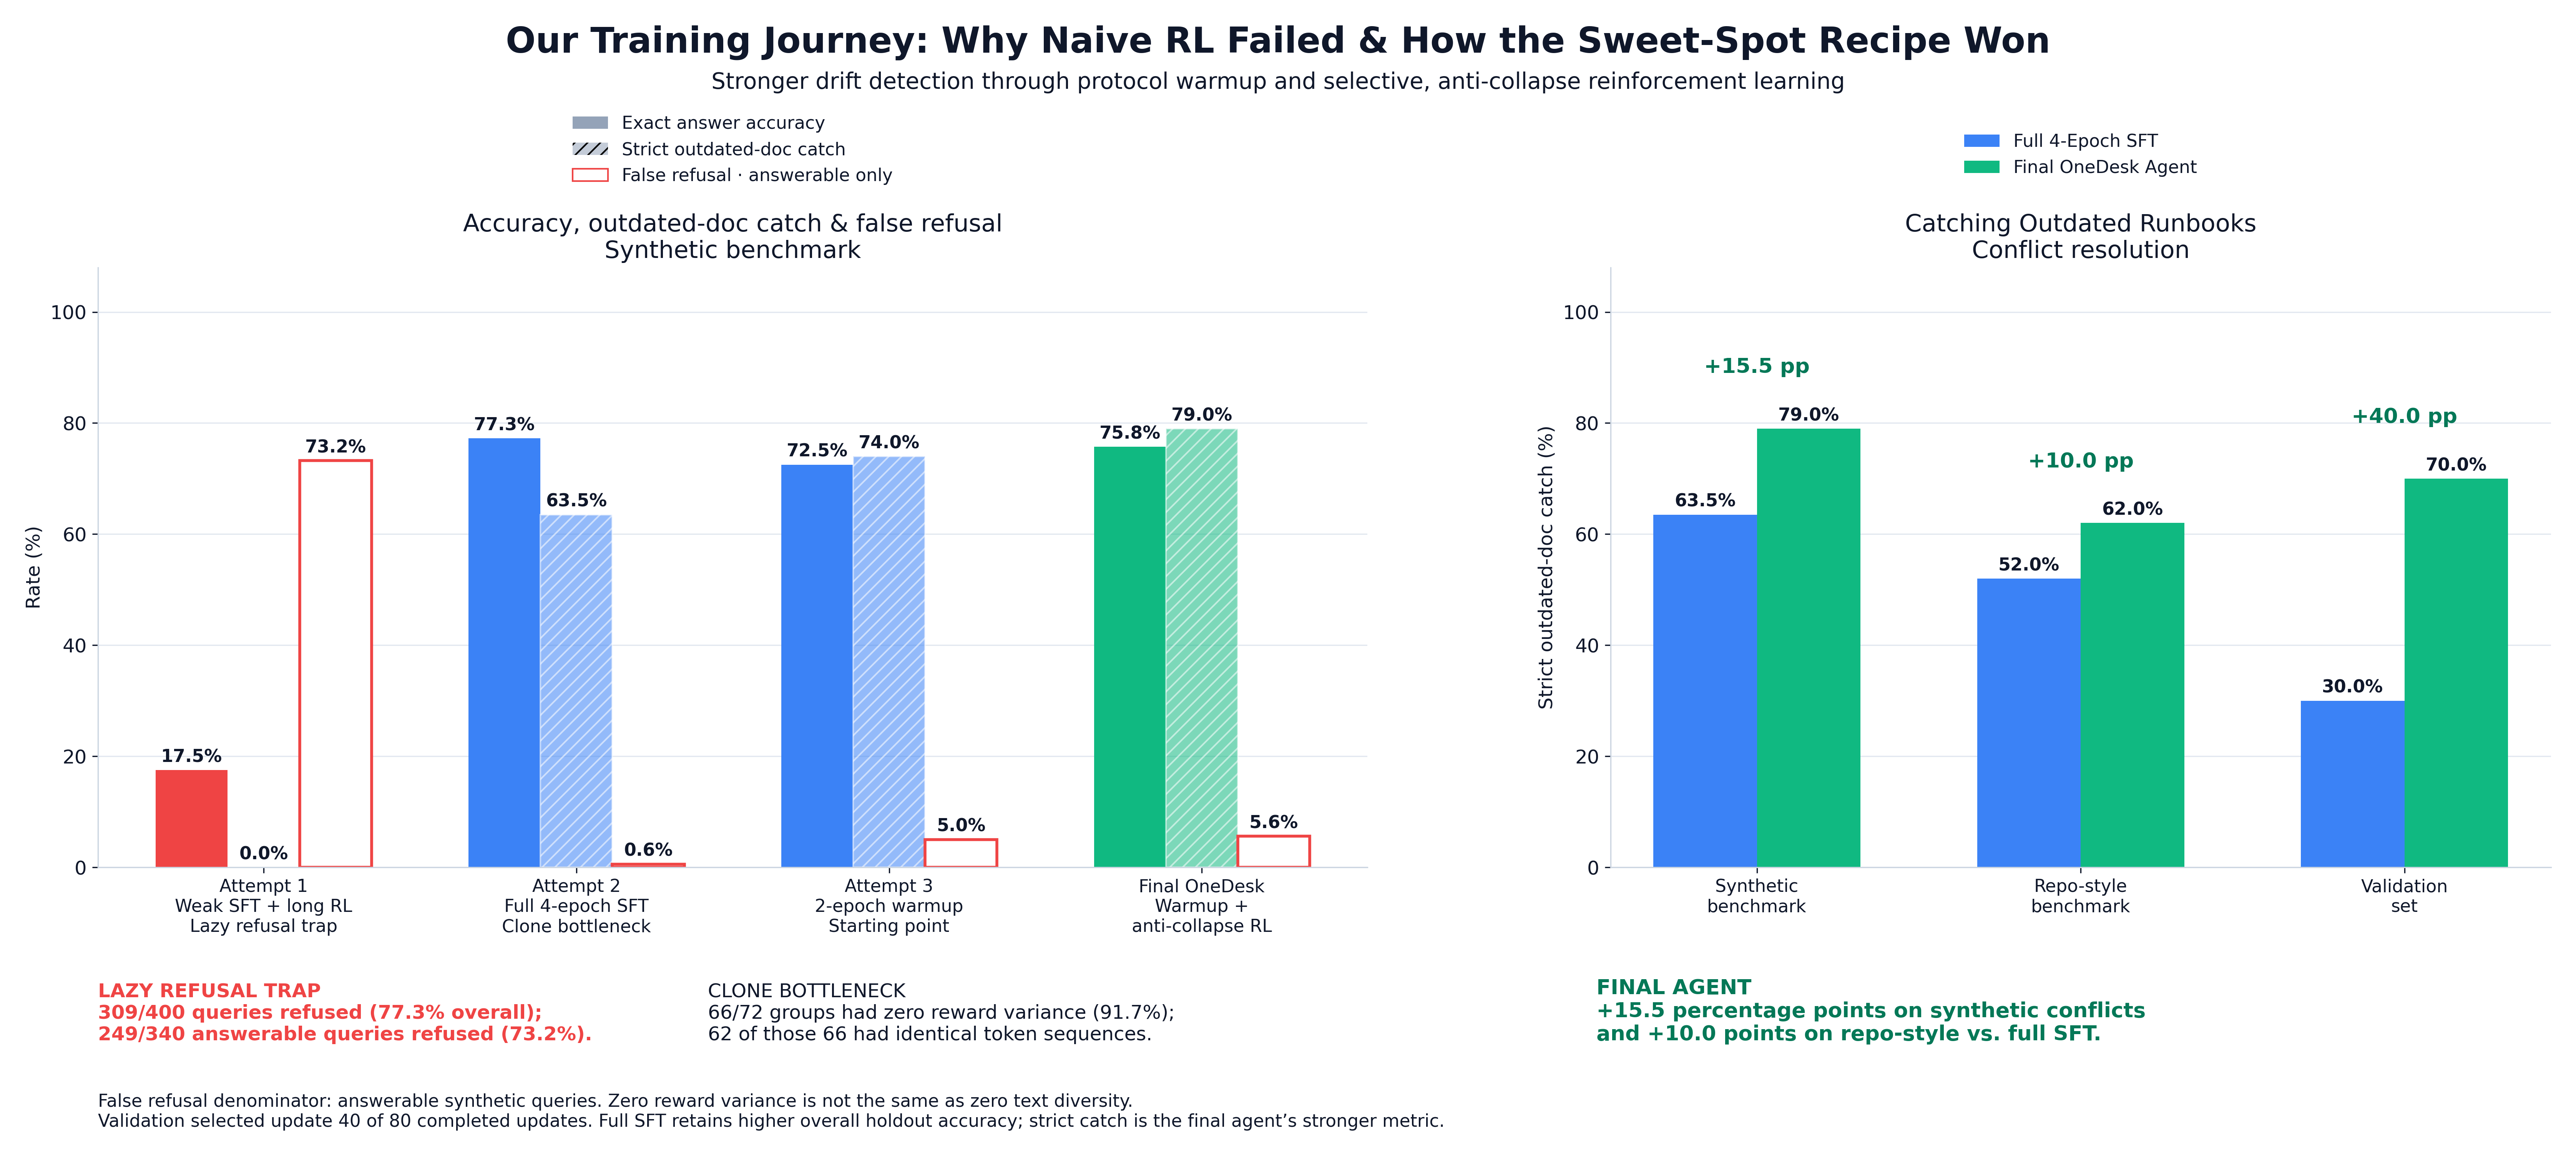 Our Training Journey: Why Naive RL Failed & How the Sweet-Spot Recipe Won
Stronger drift detection through protocol warmup and selective, anti-collapse reinforcement learning
Exact answer accuracy
Strict outdated-doc catch
False refusal · answerable only
Accuracy, outdated-doc catch & false refusal
Synthetic benchmark
Rate (%)
100
80
60
40
20
0
17.5%
0.0%
73.2%
77.3%
63.5%
0.6%
72.5%
74.0%
5.0%
75.8%
79.0%
5.6%
Attempt 1
Weak SFT + long RL
Lazy refusal trap
Attempt 2
Full 4-epoch SFT
Clone bottleneck
Attempt 3
2-epoch warmup
Starting point
Final OneDesk
Warmup +
anti-collapse RL
Full 4-Epoch SFT
Final OneDesk Agent
Catching Outdated Runbooks
Conflict resolution
Strict outdated-doc catch (%)
100
80
60
40
20
0
+15.5 pp
63.5%
79.0%
+10.0 pp
52.0%
62.0%
+40.0 pp
30.0%
70.0%
Synthetic
benchmark
Repo-style
benchmark
Validation
set
LAZY REFUSAL TRAP
309/400 queries refused (77.3% overall);
249/340 answerable queries refused (73.2%).
CLONE BOTTLENECK
66/72 groups had zero reward variance (91.7%);
62 of those 66 had identical token sequences.
FINAL AGENT
+15.5 percentage points on synthetic conflicts
and +10.0 points on repo-style vs. full SFT.
False refusal denominator: answerable synthetic queries. Zero reward variance is not the same as zero text diversity.
Validation selected update 40 of 80 completed updates. Full SFT retains higher overall holdout accuracy; strict catch is the final agent’s stronger metric.